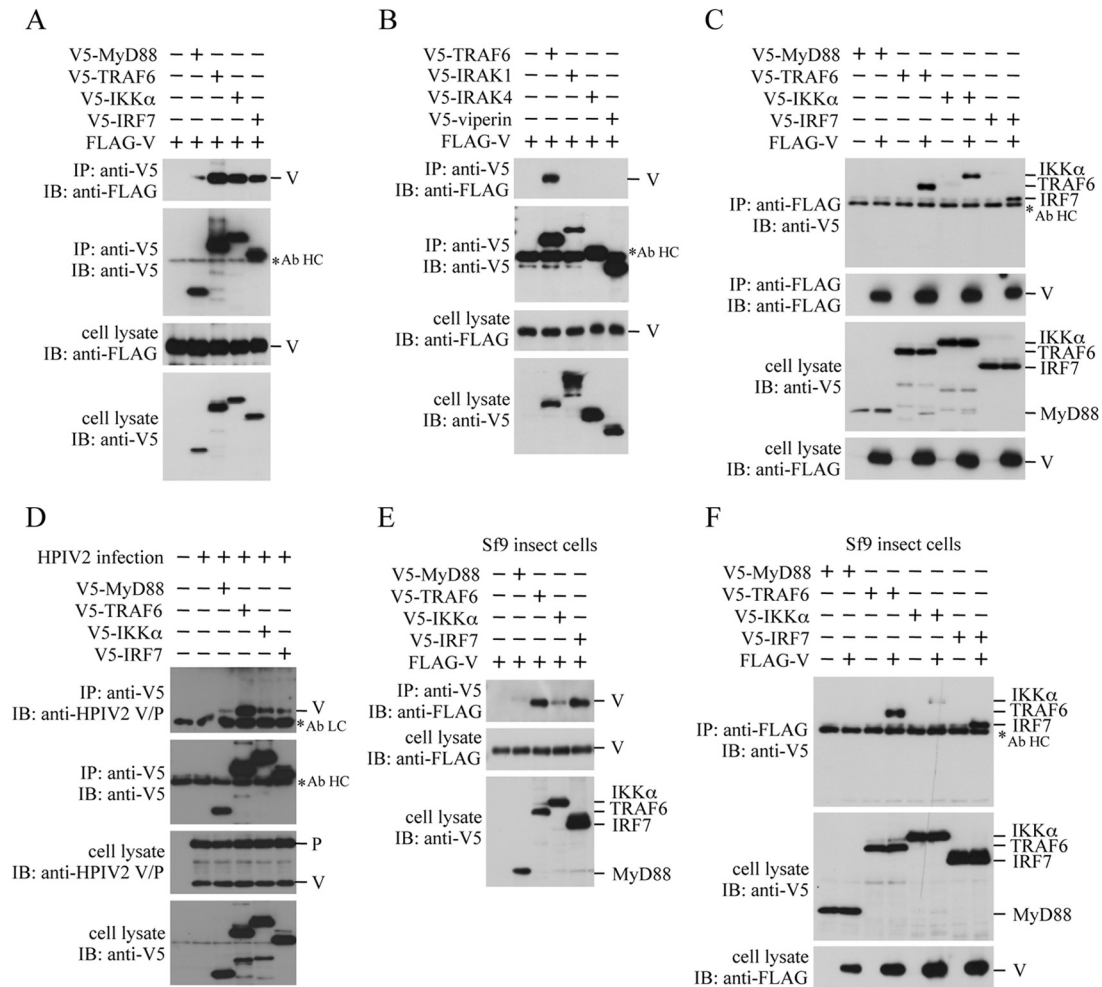 A
V5-MyD88 – + – – –
V5-TRAF6 – – + – –
V5-IKKα – – – + –
V5-IRF7 – – – – +
FLAG-V + + + + +
IP: anti-V5
IB: anti-FLAG
V
IP: anti-V5
IB: anti-V5
*Ab HC
cell lysate
IB: anti-FLAG
V
cell lysate
IB: anti-V5
B
V5-TRAF6 – + – – –
V5-IRAK1 – – + – –
V5-IRAK4 – – – + –
V5-viperin – – – – +
FLAG-V + + + + +
IP: anti-V5
IB: anti-FLAG
V
IP: anti-V5
IB: anti-V5
*Ab HC
cell lysate
IB: anti-FLAG
V
cell lysate
IB: anti-V5
C
V5-MyD88 + + – – – – – –
V5-TRAF6 – – + + – – – –
V5-IKKα – – – – + + – –
V5-IRF7 – – – – – – + +
FLAG-V – + – + – + – +
IP: anti-FLAG
IB: anti-V5
IKKα
TRAF6
IRF7
* Ab HC
IP: anti-FLAG
IB: anti-FLAG
V
cell lysate
IB: anti-V5
IKKα
TRAF6
IRF7
MyD88
cell lysate
IB: anti-FLAG
V
D
HPIV2 infection – + + + + +
V5-MyD88 – – + – – –
V5-TRAF6 – – – + – –
V5-IKKα – – – – + –
V5-IRF7 – – – – – +
IP: anti-V5
IB: anti-HPIV2 V/P
V
*Ab LC
IP: anti-V5
IB: anti-V5
*Ab HC
cell lysate
IB: anti-HPIV2 V/P
P
V
cell lysate
IB: anti-V5
E
Sf9 insect cells
V5-MyD88 – + – – –
V5-TRAF6 – – + – –
V5-IKKα – – – + –
V5-IRF7 – – – – +
FLAG-V + + + + +
IP: anti-V5
IB: anti-FLAG
V
cell lysate
IB: anti-FLAG
V
cell lysate
IB: anti-V5
IKKα
TRAF6
IRF7
MyD88
F
Sf9 insect cells
V5-MyD88 + + – – – – – –
V5-TRAF6 – – + + – – – –
V5-IKKα – – – – + + – –
V5-IRF7 – – – – – – + +
FLAG-V – + – + – + – +
IP: anti-FLAG
IB: anti-V5
IKKα
TRAF6
IRF7
* Ab HC
cell lysate
IB: anti-V5
IKKα
TRAF6
IRF7
MyD88
cell lysate
IB: anti-FLAG
V